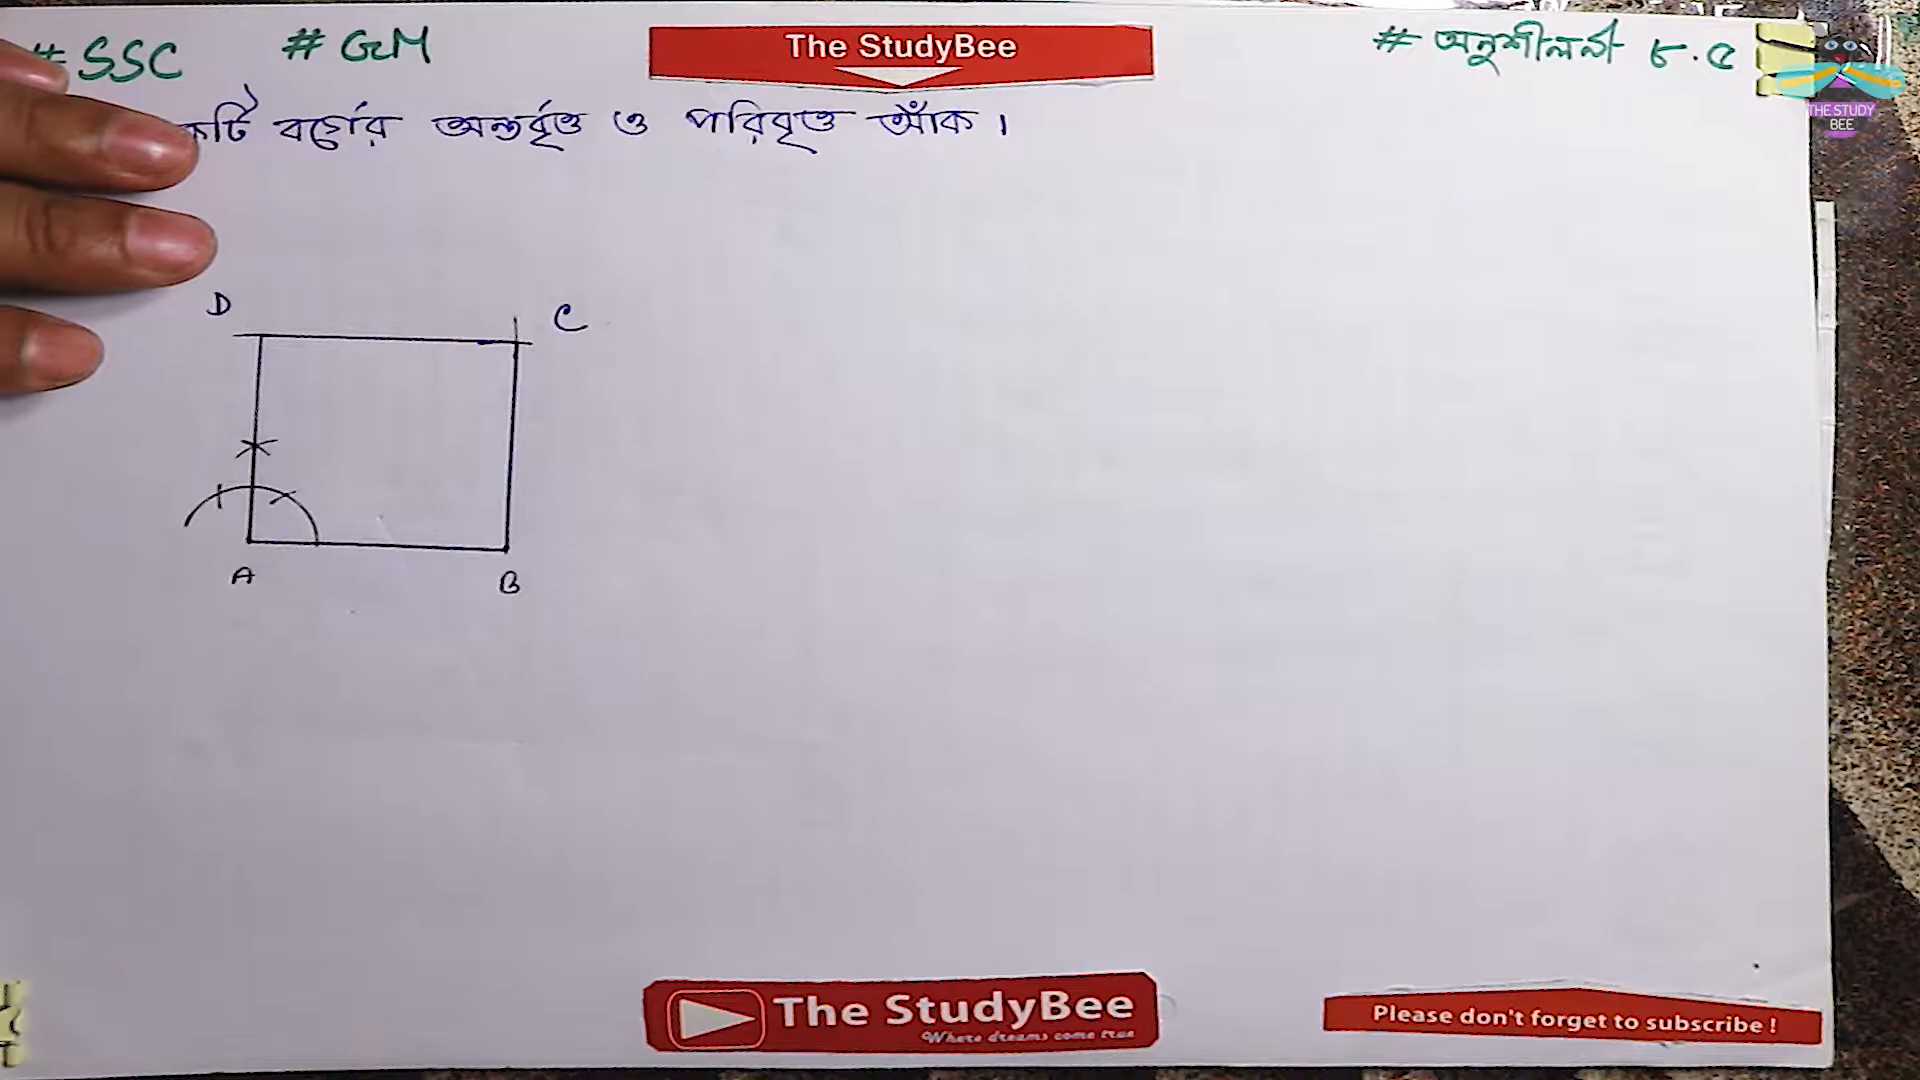 # SSC # GM
The StudyBee
# অনুশীলনী ৮.৫
THE STUDY
BEE
বর্গের অন্তর্বৃত্ত ও পরিবৃত্ত আঁক।
D C
A B
The StudyBee
Where dreams come true
Please don't forget to subscribe !